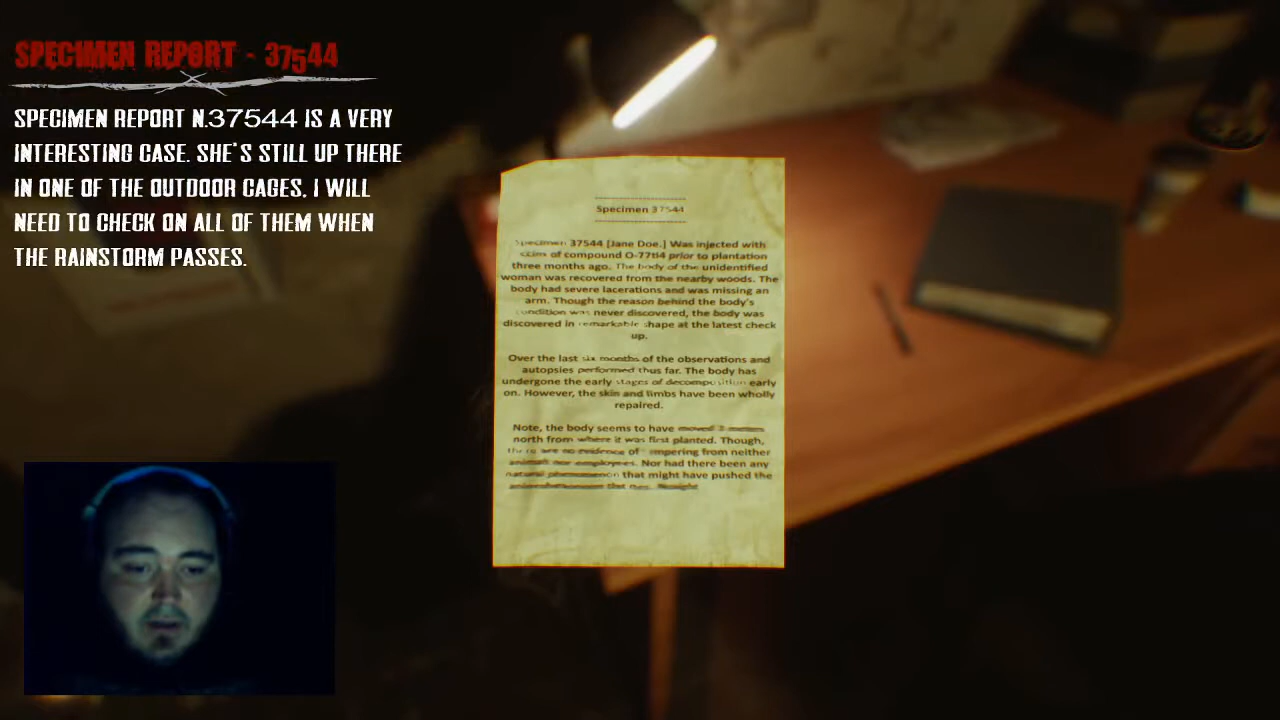 SPECIMEN REPORT - 37544
SPECIMEN REPORT N.37544 IS A VERY
INTERESTING CASE. SHE'S STILL UP THERE
IN ONE OF THE OUTDOOR CAGES, I WILL
NEED TO CHECK ON ALL OF THEM WHEN
THE RAINSTORM PASSES.
Specimen 37544
Specimen 37544 [Jane Doe.] Was injected with
of compound O-77ti4 prior to plantation
three months ago. The body of the unidentified
woman was recovered from the nearby woods. The
body had severe lacerations and was missing an
arm. Though the reason behind the body's
condition was never discovered, the body was
discovered in remarkable shape at the latest check
up.
Over the last six months of the observations and
autopsies performed thus far. The body has
undergone the early stages of decomposition early
on. However, the skin and limbs have been wholly
repaired.
Note, the body seems to have moved 3 meters
north from where it was first planted. Though,
there are no evidence of tampering from neither
animals nor employees. Nor had there been any
natural phenomenon that might have pushed the